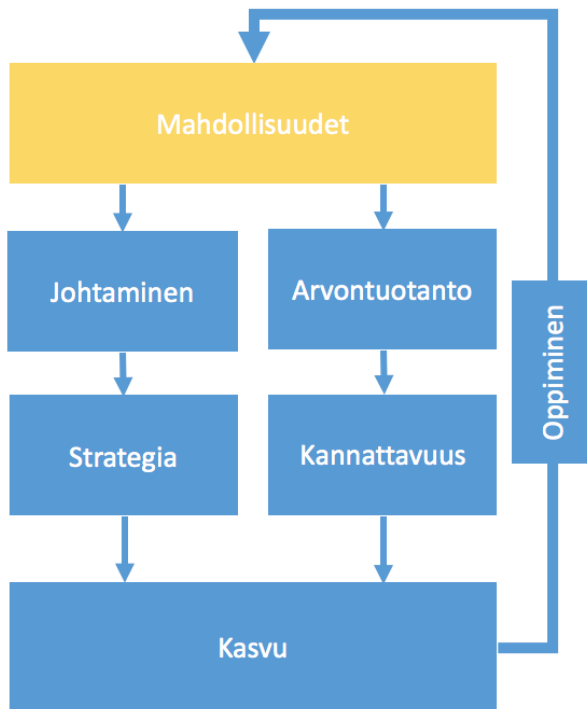 Mahdollisuudet
Johtaminen
Arvontuotanto
Strategia
Kannattavuus
Oppiminen
Kasvu